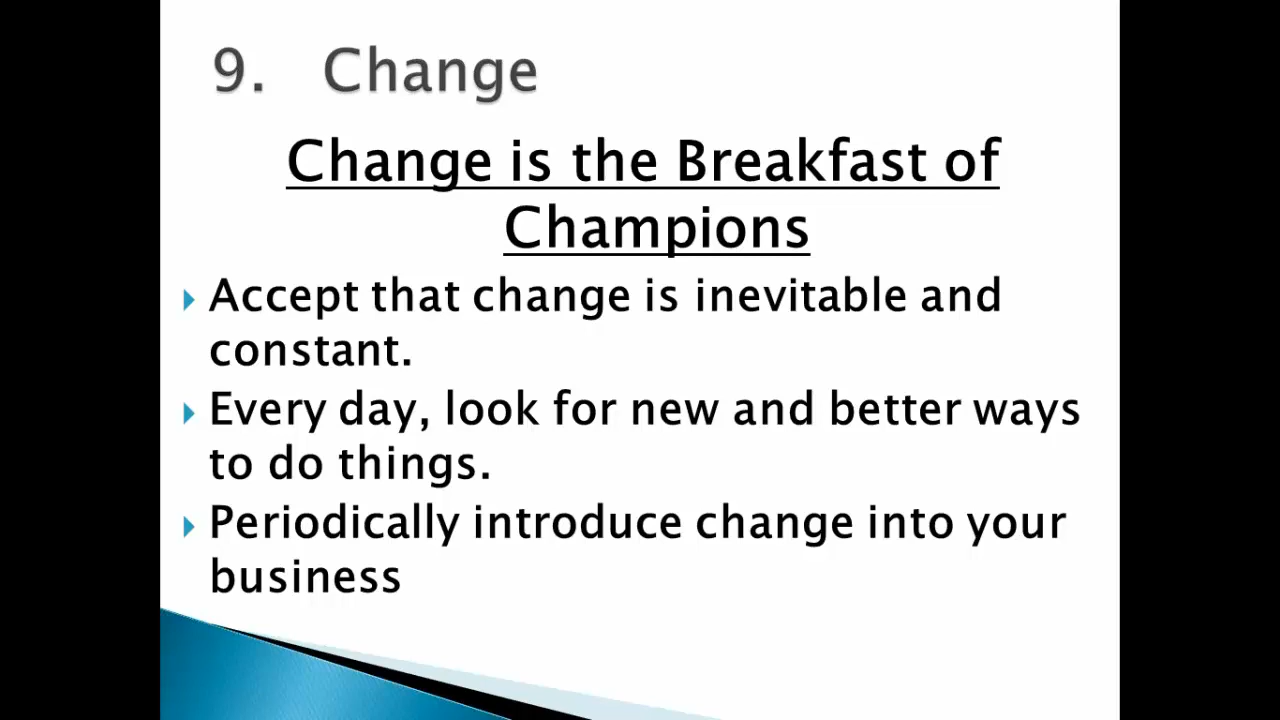 9. Change
Change is the Breakfast of
Champions
Accept that change is inevitable and
constant.
Every day, look for new and better ways
to do things.
Periodically introduce change into your
business